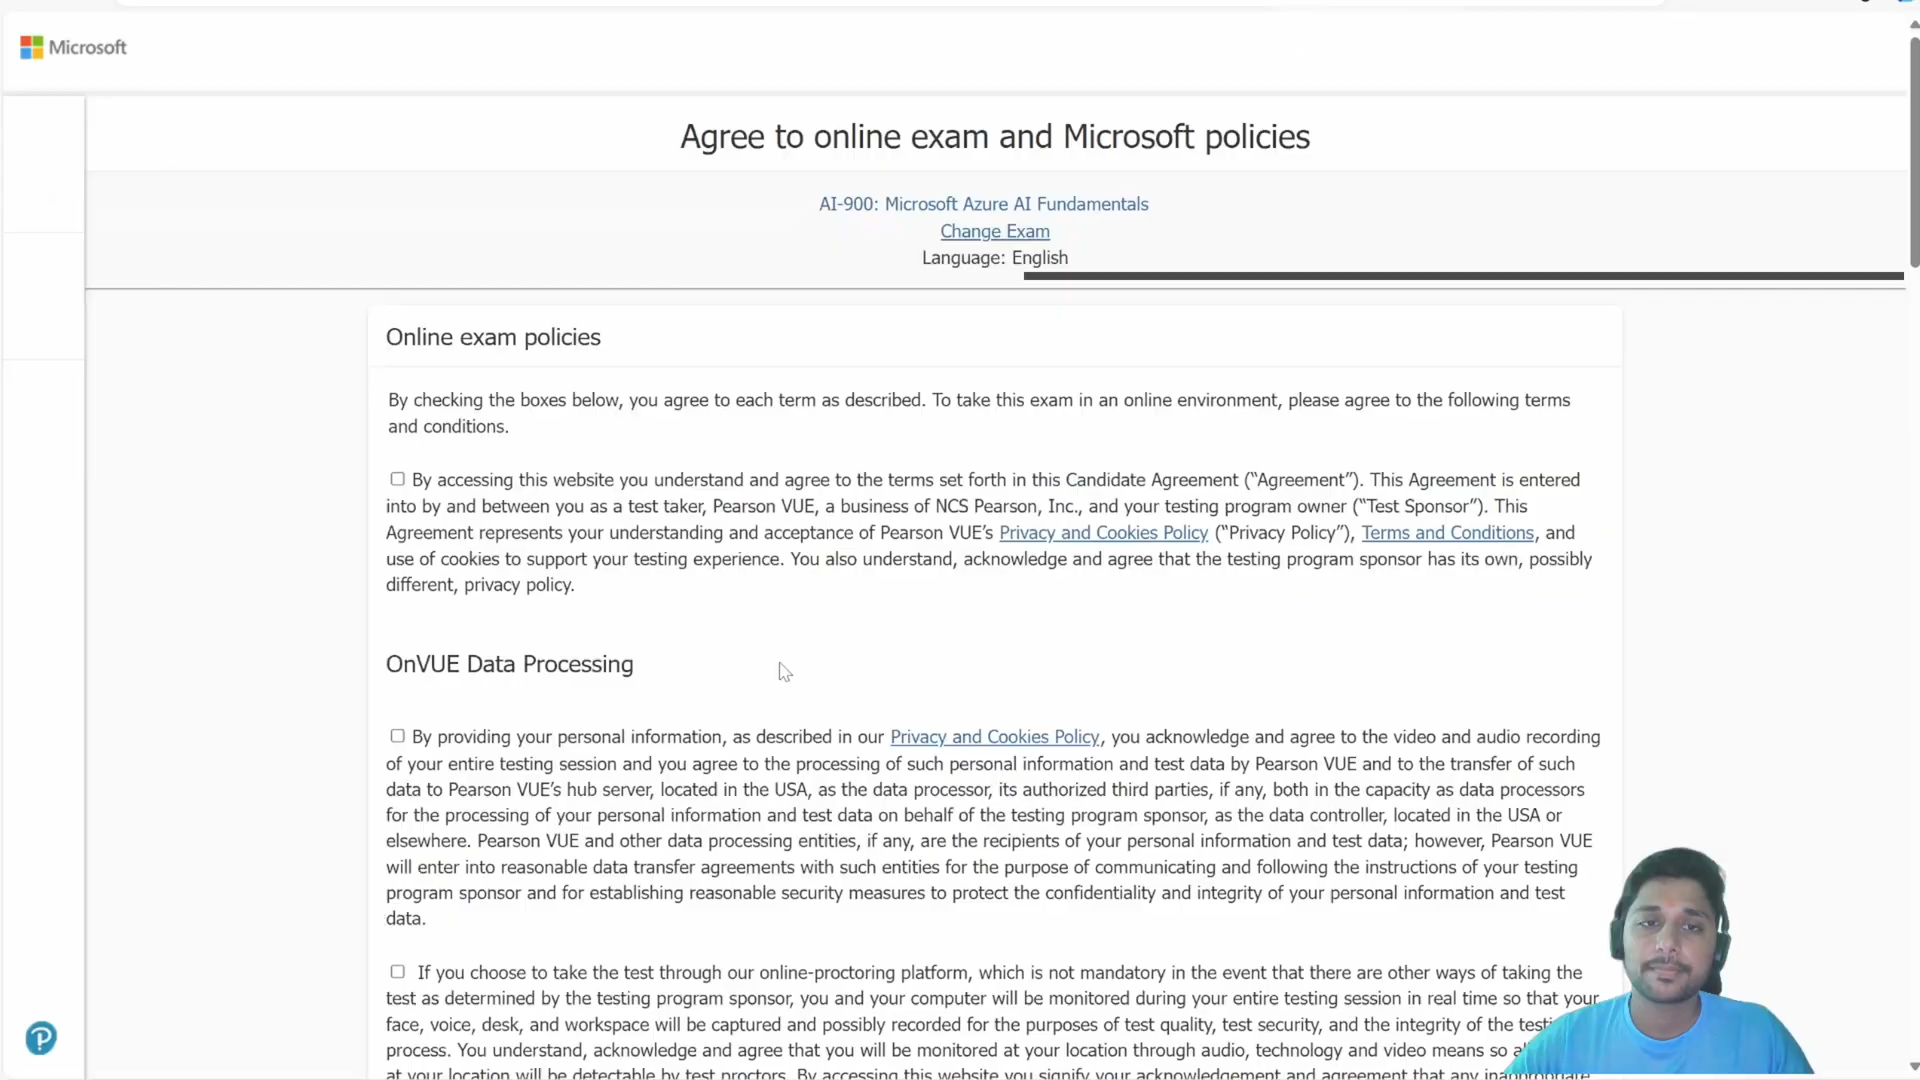 Microsoft
Agree to online exam and Microsoft policies
AI-900: Microsoft Azure AI Fundamentals
Change Exam
Language: English
Online exam policies
By checking the boxes below, you agree to each term as described. To take this exam in an online environment, please agree to the following terms
and conditions.
By accessing this website you understand and agree to the terms set forth in this Candidate Agreement (“Agreement”). This Agreement is entered
into by and between you as a test taker, Pearson VUE, a business of NCS Pearson, Inc., and your testing program owner (“Test Sponsor”). This
Agreement represents your understanding and acceptance of Pearson VUE’s Privacy and Cookies Policy (“Privacy Policy”), Terms and Conditions, and
use of cookies to support your testing experience. You also understand, acknowledge and agree that the testing program sponsor has its own, possibly
different, privacy policy.
OnVUE Data Processing
By providing your personal information, as described in our Privacy and Cookies Policy, you acknowledge and agree to the video and audio recording
of your entire testing session and you agree to the processing of such personal information and test data by Pearson VUE and to the transfer of such
data to Pearson VUE’s hub server, located in the USA, as the data processor, its authorized third parties, if any, both in the capacity as data processors
for the processing of your personal information and test data on behalf of the testing program sponsor, as the data controller, located in the USA or
elsewhere. Pearson VUE and other data processing entities, if any, are the recipients of your personal information and test data; however, Pearson VUE
will enter into reasonable data transfer agreements with such entities for the purpose of communicating and following the instructions of your testing
program sponsor and for establishing reasonable security measures to protect the confidentiality and integrity of your personal information and test
data.
If you choose to take the test through our online-proctoring platform, which is not mandatory in the event that there are other ways of taking the
test as determined by the testing program sponsor, you and your computer will be monitored during your entire testing session in real time so that your
face, voice, desk, and workspace will be captured and possibly recorded for the purposes of test quality, test security, and the integrity of the
process. You understand, acknowledge and agree that you will be monitored at your location through audio, technology and video means so
at your location will be detectable by test proctors. By accessing this website you signify your acknowledgement and agreement that any